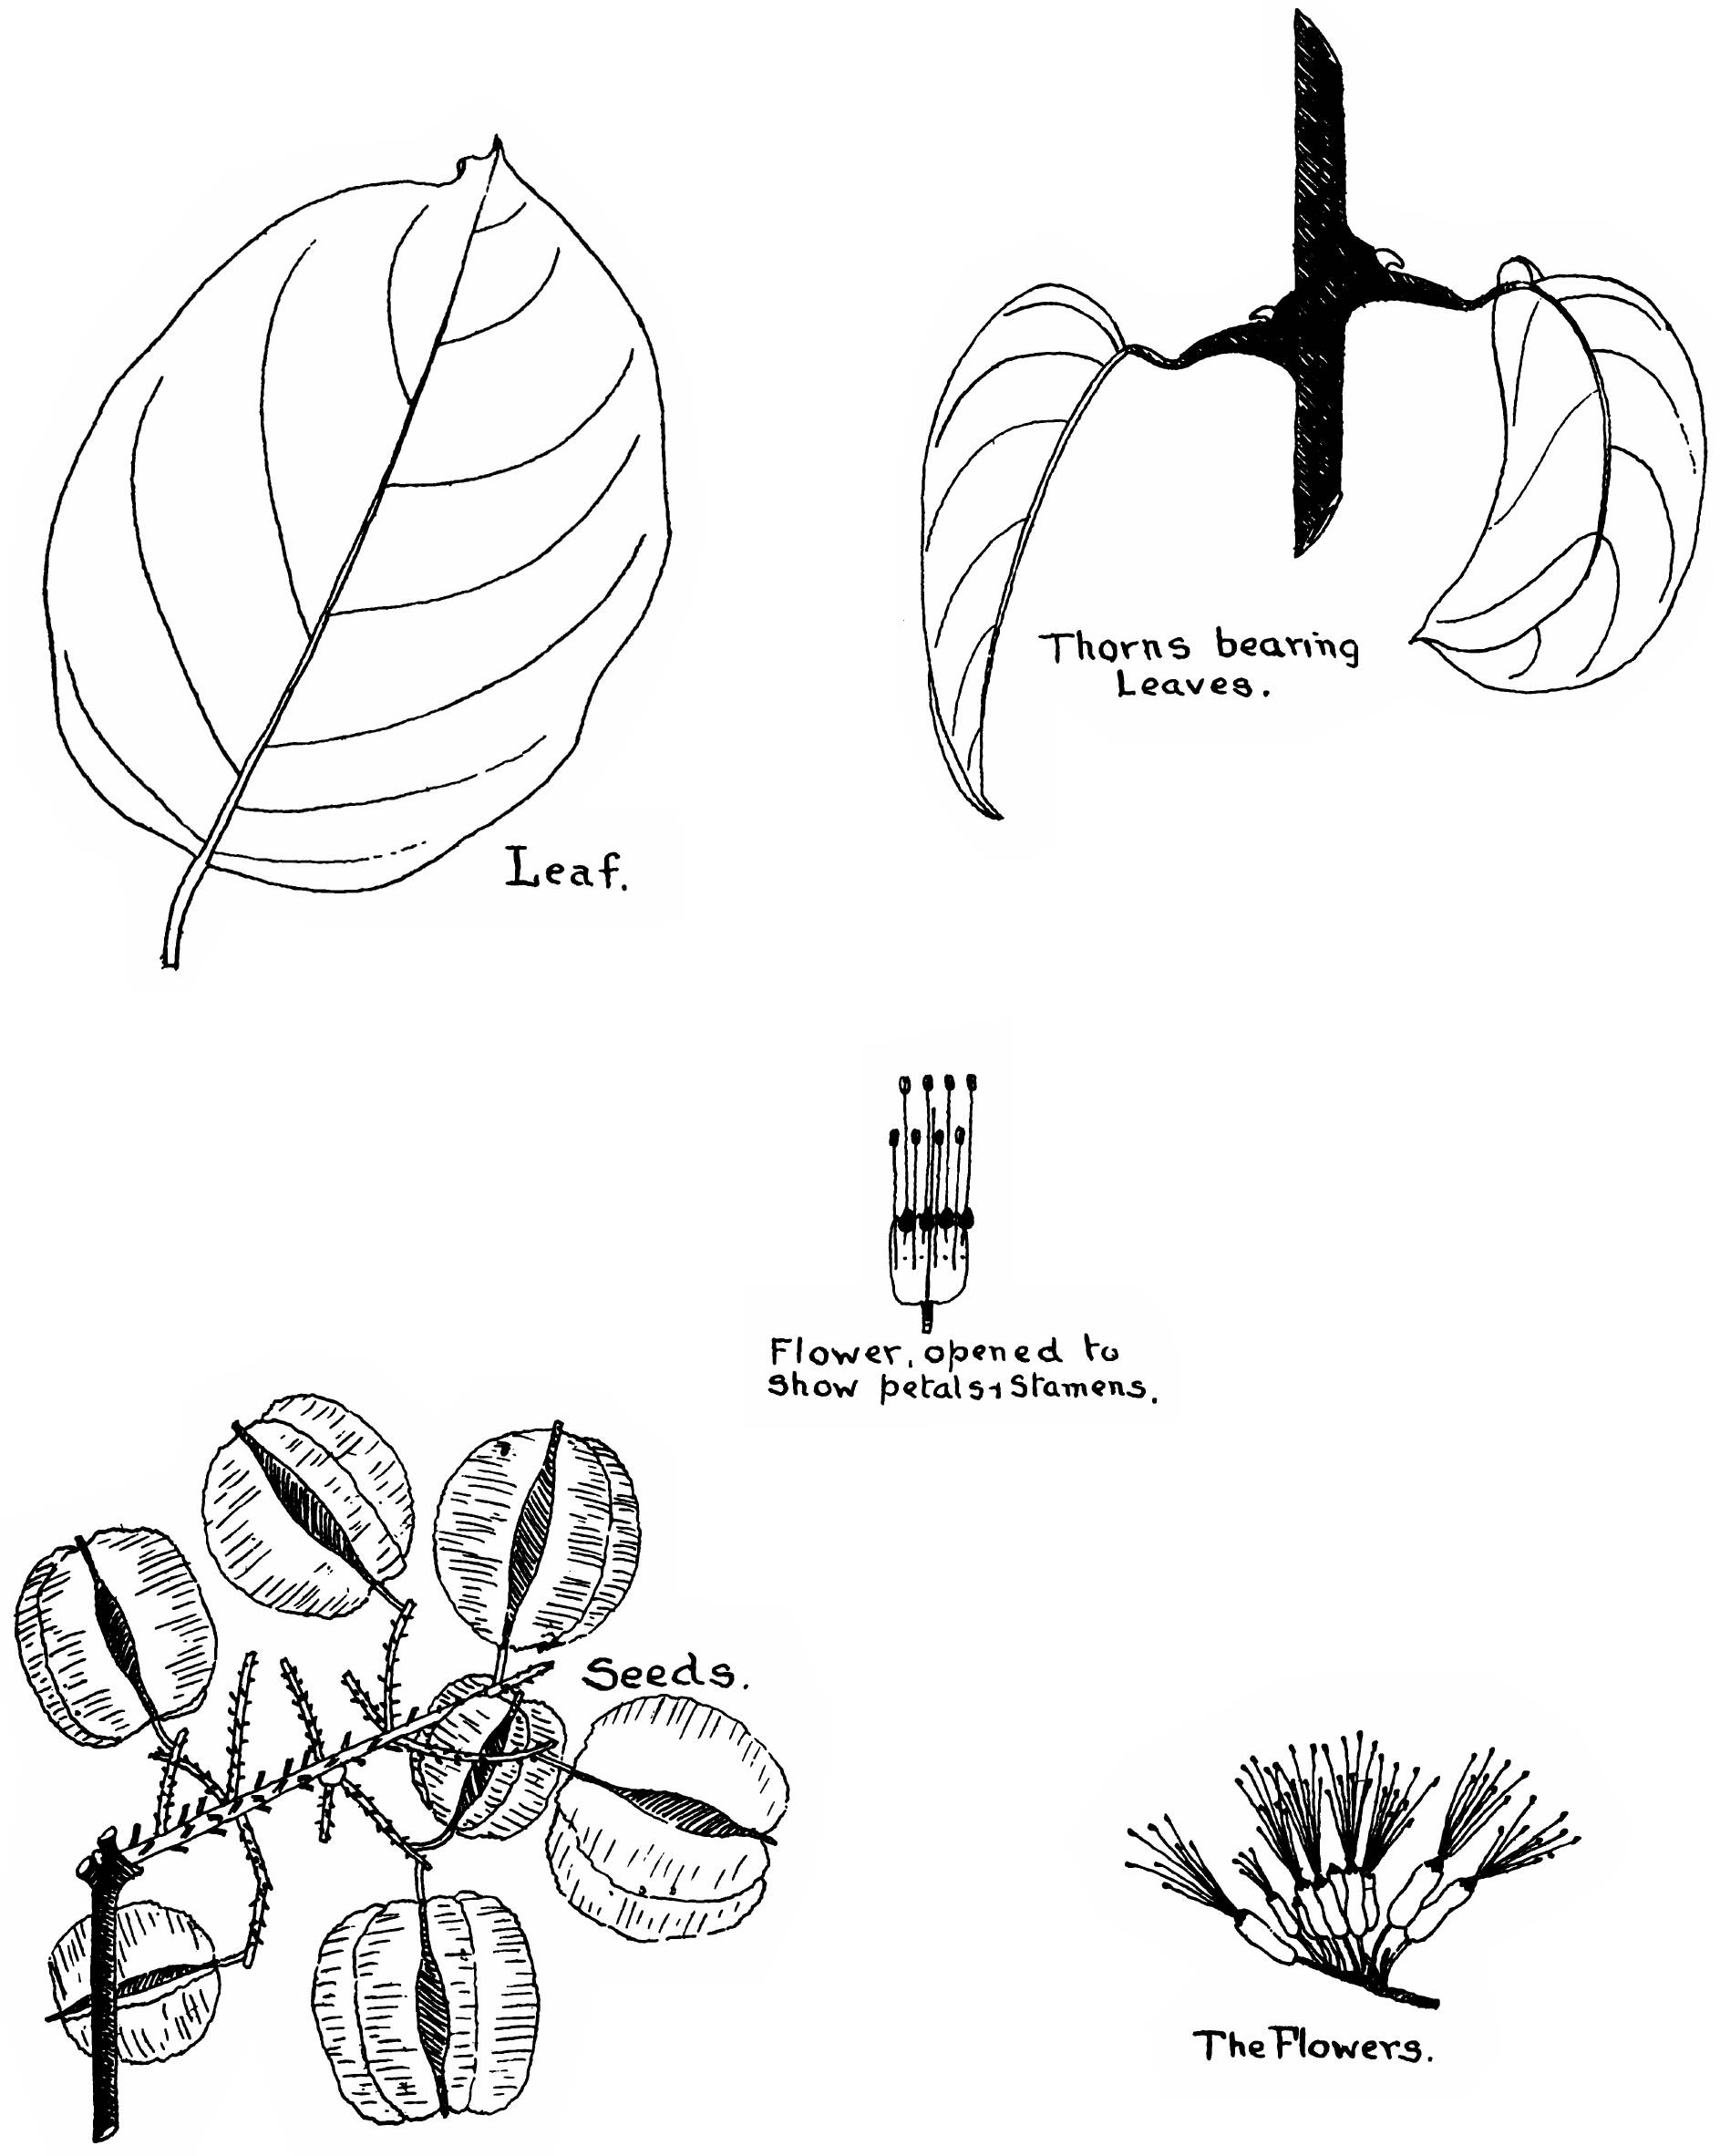 Thorns bearing
Leaves.
Leaf.
Flower, opened to
show petals & Stamens.
Seeds.
The Flowers.